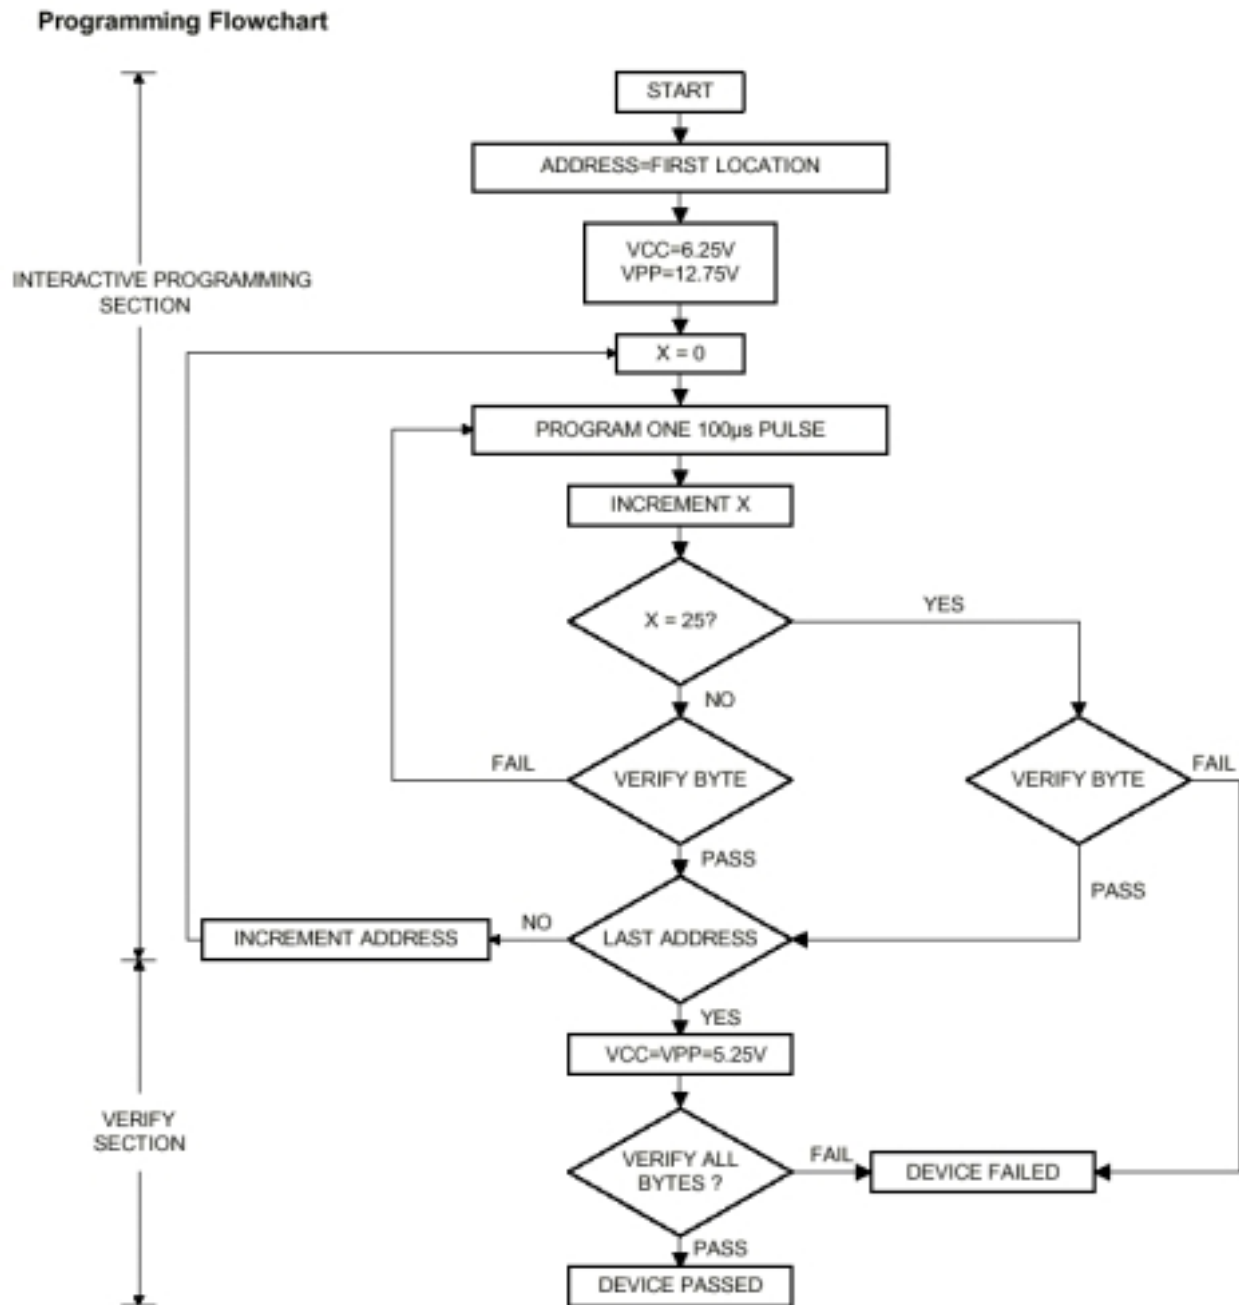 Programming Flowchart
START
ADDRESS=FIRST LOCATION
VCC=6.25V
VPP=12.75V
INTERACTIVE PROGRAMMING
SECTION
X = 0
PROGRAM ONE 100µs PULSE
INCREMENT X
X = 25?
YES
NO
FAIL
VERIFY BYTE
VERIFY BYTE
FAIL
PASS
PASS
INCREMENT ADDRESS
NO
LAST ADDRESS
YES
VCC=VPP=5.25V
VERIFY
SECTION
VERIFY ALL
BYTES ?
FAIL
DEVICE FAILED
PASS
DEVICE PASSED